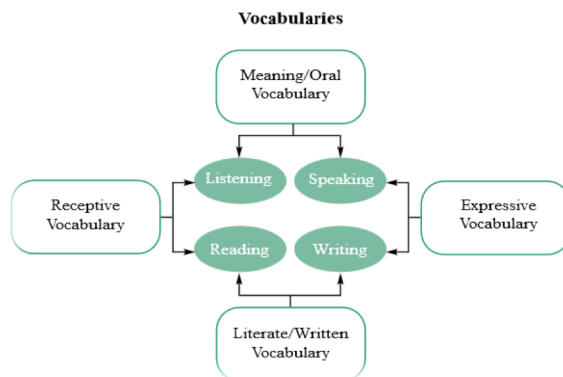 Vocabularies
Meaning/Oral
Vocabulary
Listening
Speaking
Receptive
Vocabulary
Expressive
Vocabulary
Reading
Writing
Literate/Written
Vocabulary